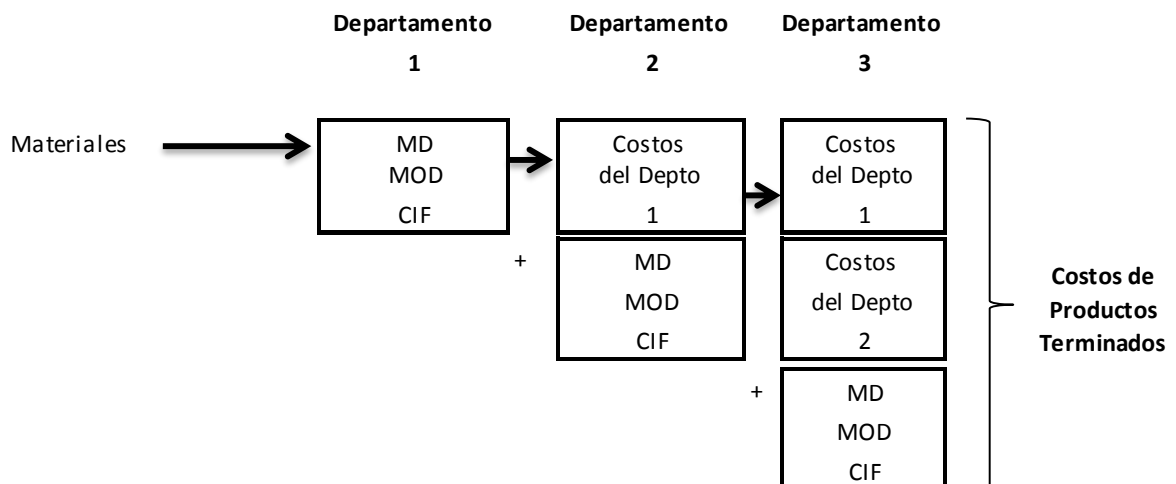 Departamento
1
Departamento
2
Departamento
3
Materiales
MD
MOD
CIF
Costos
del Depto
1
Costos
del Depto
1
+
MD
MOD
CIF
Costos
del Depto
2
Costos de
Productos
Terminados
+
MD
MOD
CIF